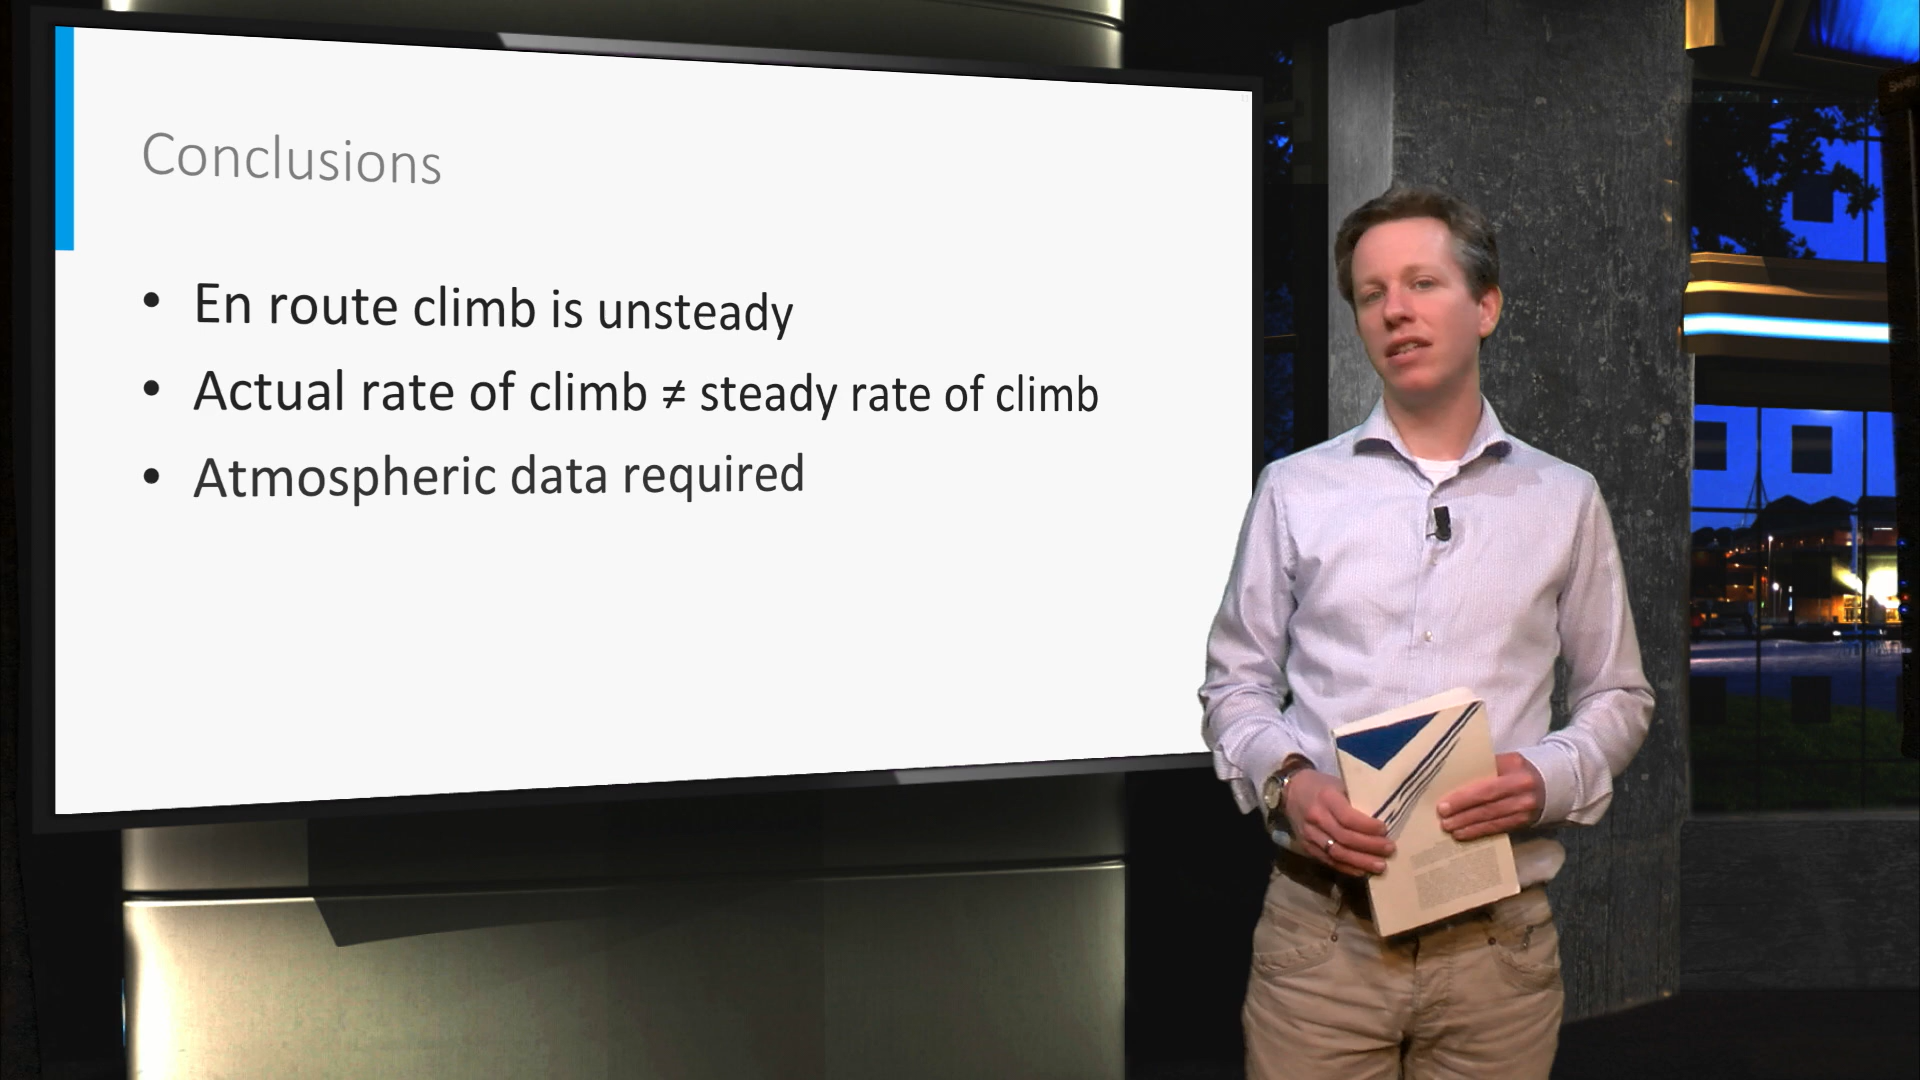 Conclusions
• En route climb is unsteady
• Actual rate of climb ≠ steady rate of climb
• Atmospheric data required